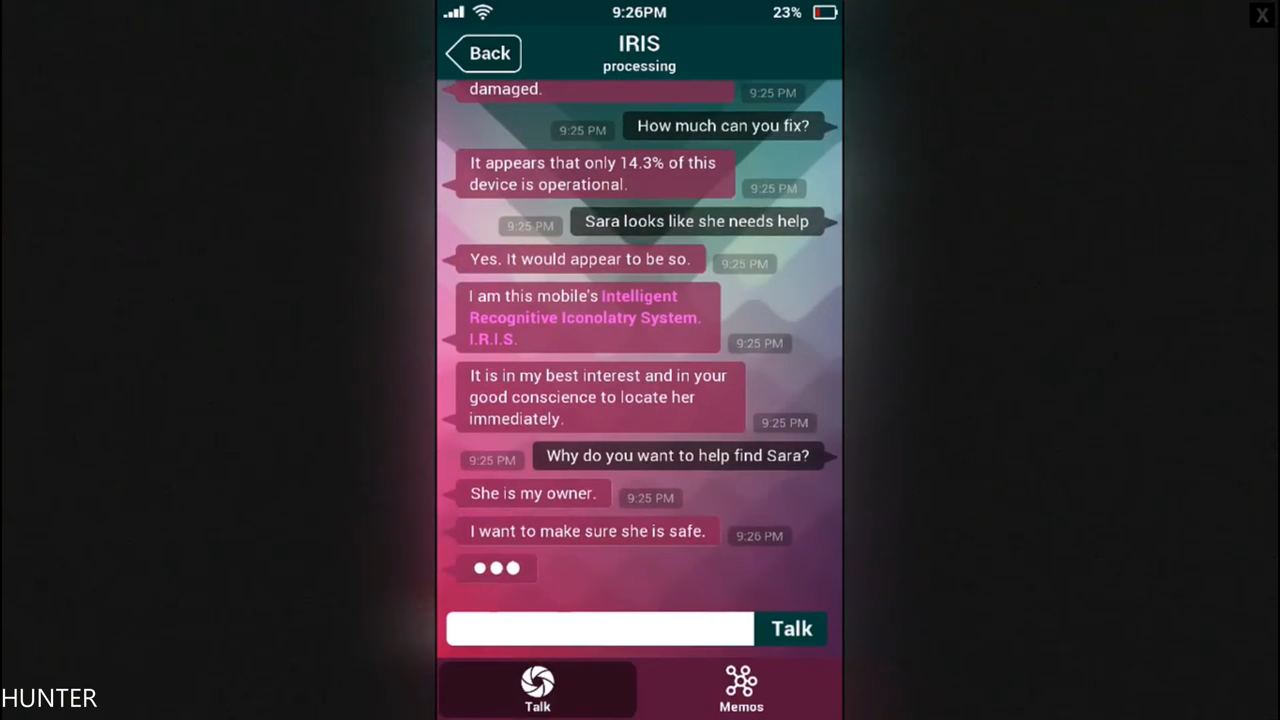 9:26PM
23%
X
Back
IRIS
processing
damaged.
9:25 PM
How much can you fix?
9:25 PM
It appears that only 14.3% of this
device is operational.
9:25 PM
Sara looks like she needs help
9:25 PM
Yes. It would appear to be so.
9:25 PM
I am this mobile's Intelligent
Recognitive Iconolatry System.
I.R.I.S.
9:25 PM
It is in my best interest and in your
good conscience to locate her
immediately.
9:25 PM
Why do you want to help find Sara?
9:25 PM
She is my owner.
9:25 PM
I want to make sure she is safe.
9:26 PM
Talk
Talk
Memos
HUNTER